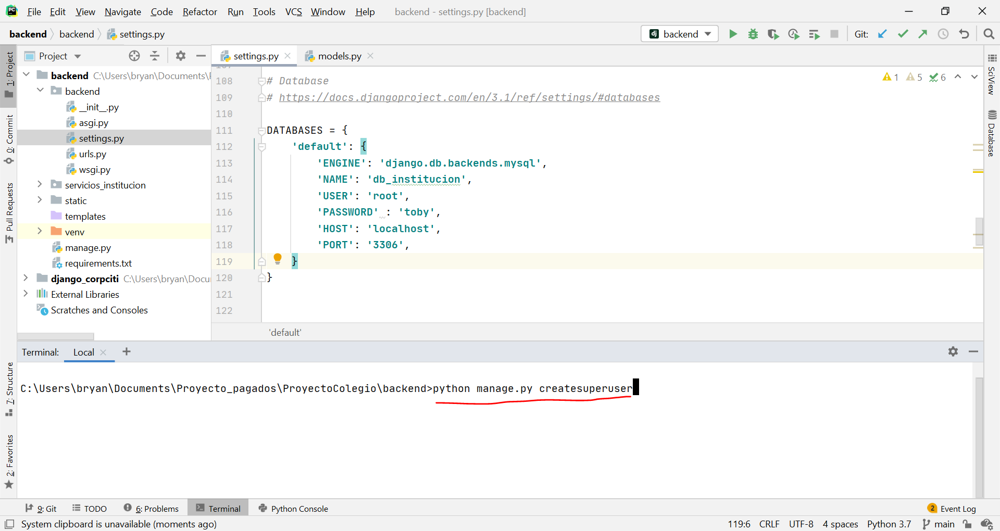 File Edit View Navigate Code Refactor Run Tools VCS Window Help backend - settings.py [backend]
backend backend settings.py
dj backend Git:
Project
settings.py models.py
1: Project
0: Commit
Pull Requests
7: Structure
2: Favorites
backend C:\Users\bryan\Documents\P
backend
__init__.py
asgi.py
settings.py
urls.py
wsgi.py
servicios_institucion
static
templates
venv
manage.py
requirements.txt
django_corpciti C:\Users\bryan\Docu
External Libraries
Scratches and Consoles
107
108 # Database
109 # https://docs.djangoproject.com/en/3.1/ref/settings/#databases
110
111 DATABASES = {
112 'default': {
113 'ENGINE': 'django.db.backends.mysql',
114 'NAME': 'db_institucion',
115 'USER': 'root',
116 'PASSWORD' : 'toby',
117 'HOST': 'localhost',
118 'PORT': '3306',
119 }
120 }
121
122
1 5 6
'default'
SciView
Database
Terminal: Local
C:\Users\bryan\Documents\Proyecto_pagados\ProyectoColegio\backend>python manage.py createsuperuser
9: Git TODO 6: Problems Terminal Python Console 2 Event Log
System clipboard is unavailable (moments ago) 119:6 CRLF UTF-8 4 spaces Python 3.7 main